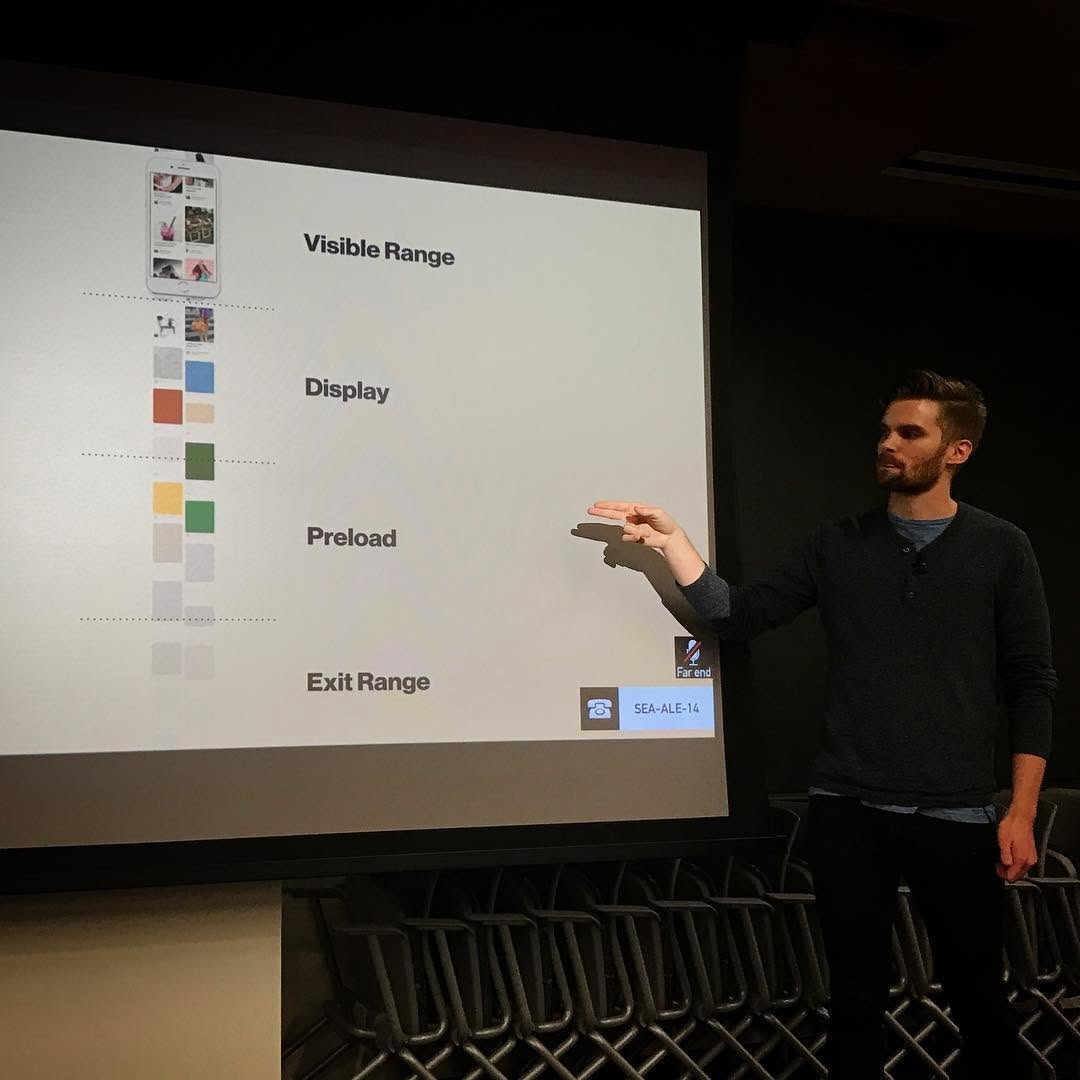 Visible Range
Display
Preload
Exit Range
Far end
SEA-ALE-14